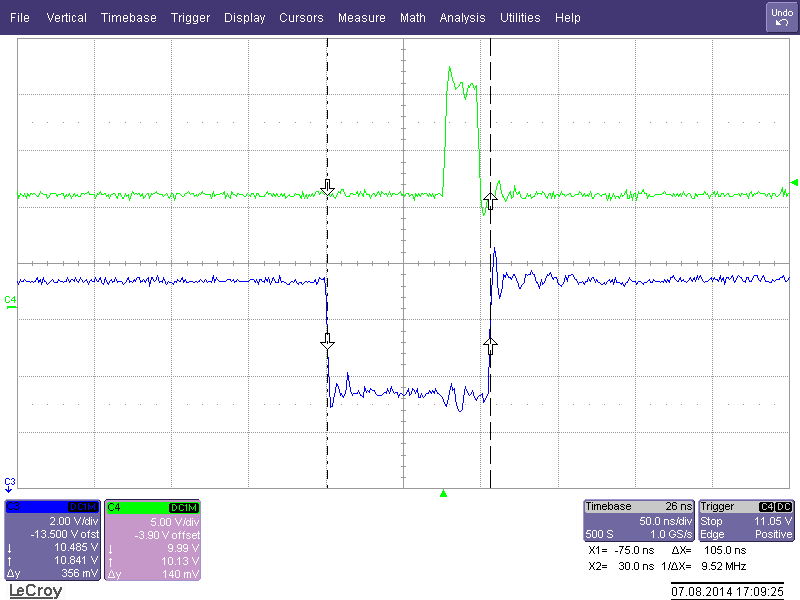 File Vertical Timebase Trigger Display Cursors Measure Math Analysis Utilities Help
Undo
C4
C3
C3 DC1M
2.00 V/div
-13.500 V ofst
↓ 10.485 V
↑ 10.841 V
Δy 356 mV
C4 DC1M
5.00 V/div
-3.90 V offset
↓ 9.99 V
↑ 10.13 V
Δy 140 mV
Timebase 26 ns
50.0 ns/div
500 S 1.0 GS/s
Trigger C4 DC
Stop 11.05 V
Edge Positive
X1= -75.0 ns ΔX= 105.0 ns
X2= 30.0 ns 1/ΔX= 9.52 MHz
LeCroy
07.08.2014 17:09:25